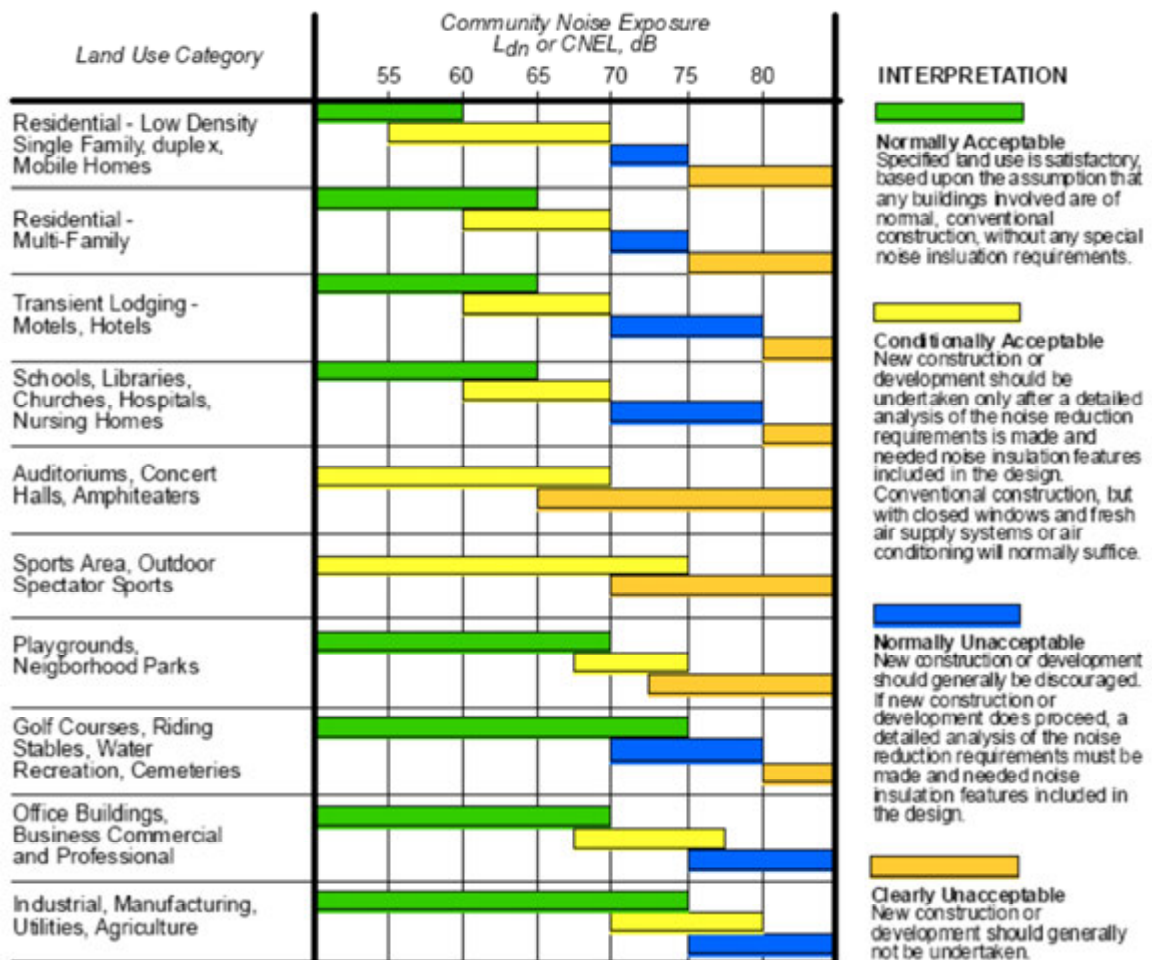 Community Noise Exposure
Land Use Category
Ldn or CNEL, dB
55 60 65 70 75 80
Residential - Low Density
Single Family, duplex,
Mobile Homes
Residential -
Multi-Family
Transient Lodging -
Motels, Hotels
Schools, Libraries,
Churches, Hospitals,
Nursing Homes
Auditoriums, Concert
Halls, Amphiteaters
Sports Area, Outdoor
Spectator Sports
Playgrounds,
Neigborhood Parks
Golf Courses, Riding
Stables, Water
Recreation, Cemeteries
Office Buildings,
Business Commercial
and Professional
Industrial, Manufacturing,
Utilities, Agriculture
INTERPRETATION
Normally Acceptable
Specified land use is satisfactory,
based upon the assumption that
any buildings involved are of
normal, conventional
construction, without any special
noise insluation requirements.
Conditionally Acceptable
New construction or
development should be
undertaken only after a detailed
analysis of the noise reduction
requirements is made and
needed noise insulation features
included in the design.
Conventional construction, but
with closed windows and fresh
air supply systems or air
conditioning will normally suffice.
Normally Unacceptable
New construction or development
should generally be discouraged.
If new construction or
development does proceed, a
detailed analysis of the noise
reduction requirements must be
made and needed noise
insulation features included in
the design.
Clearly Unacceptable
New construction or
development should generally
not be undertaken.